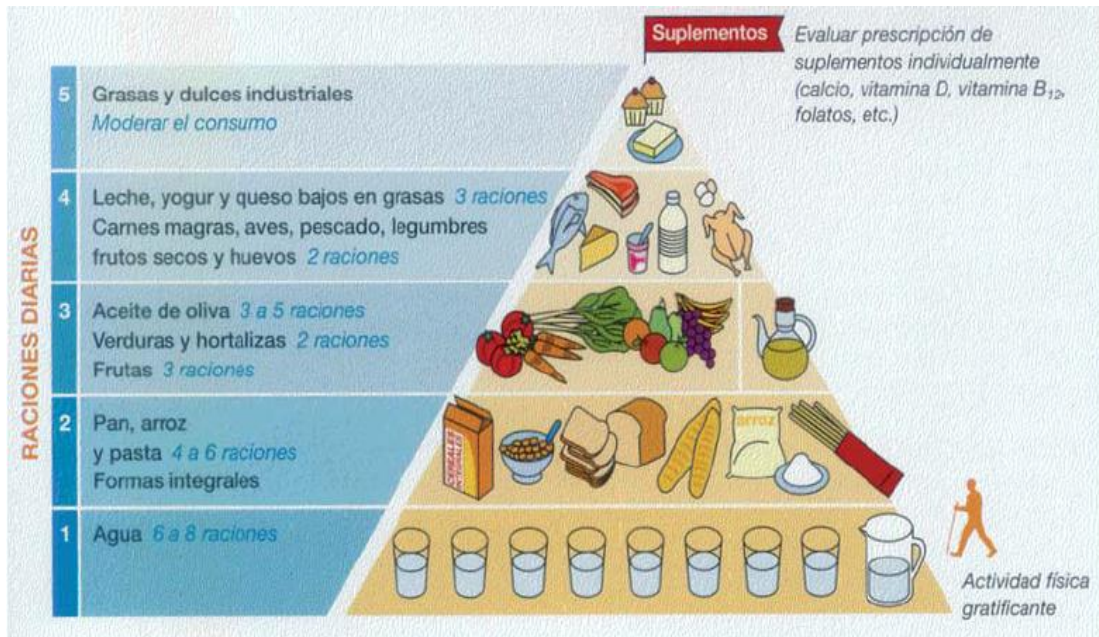 Suplementos
Evaluar prescripción de
suplementos individualmente
(calcio, vitamina D, vitamina B12,
folatos, etc.)
RACIONES DIARIAS
5
Grasas y dulces industriales
Moderar el consumo
4
Leche, yogur y queso bajos en grasas 3 raciones
Carnes magras, aves, pescado, legumbres
frutos secos y huevos 2 raciones
3
Aceite de oliva 3 a 5 raciones
Verduras y hortalizas 2 raciones
Frutas 3 raciones
2
Pan, arroz
y pasta 4 a 6 raciones
Formas integrales
CEREALES
INTEGRALES
arroz
1
Agua 6 a 8 raciones
Actividad física
gratificante